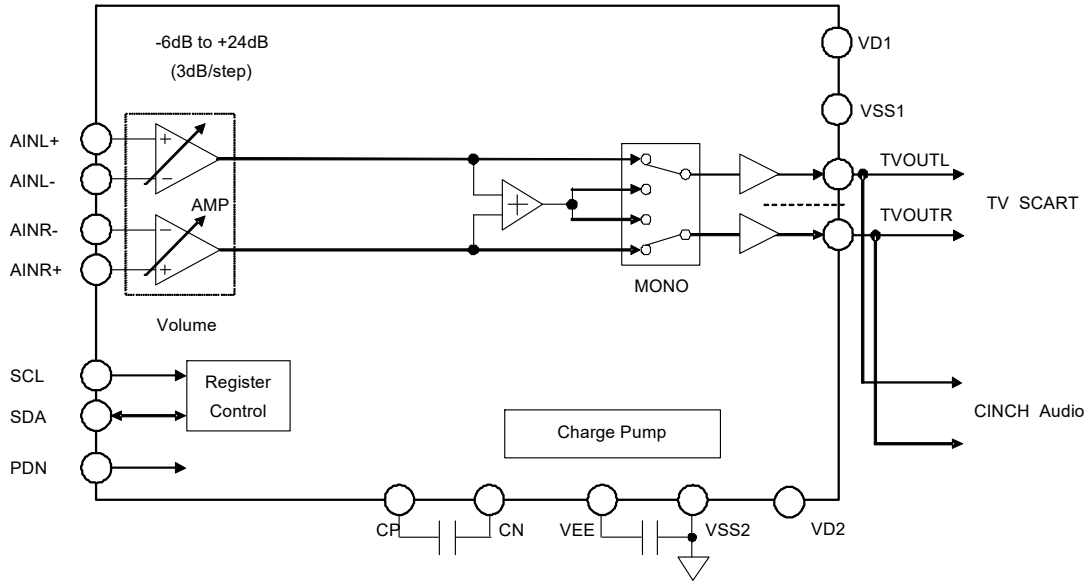 -6dB to +24dB
(3dB/step)
VD1
VSS1
AINL+
AINL-
AINR-
AINR+
+
−
−
+
AMP
+
Volume
MONO
TVOUTL
TVOUTR
TV SCART
CINCH Audio
SCL
SDA
PDN
Register
Control
Charge Pump
CP
CN
VEE
VSS2
VD2